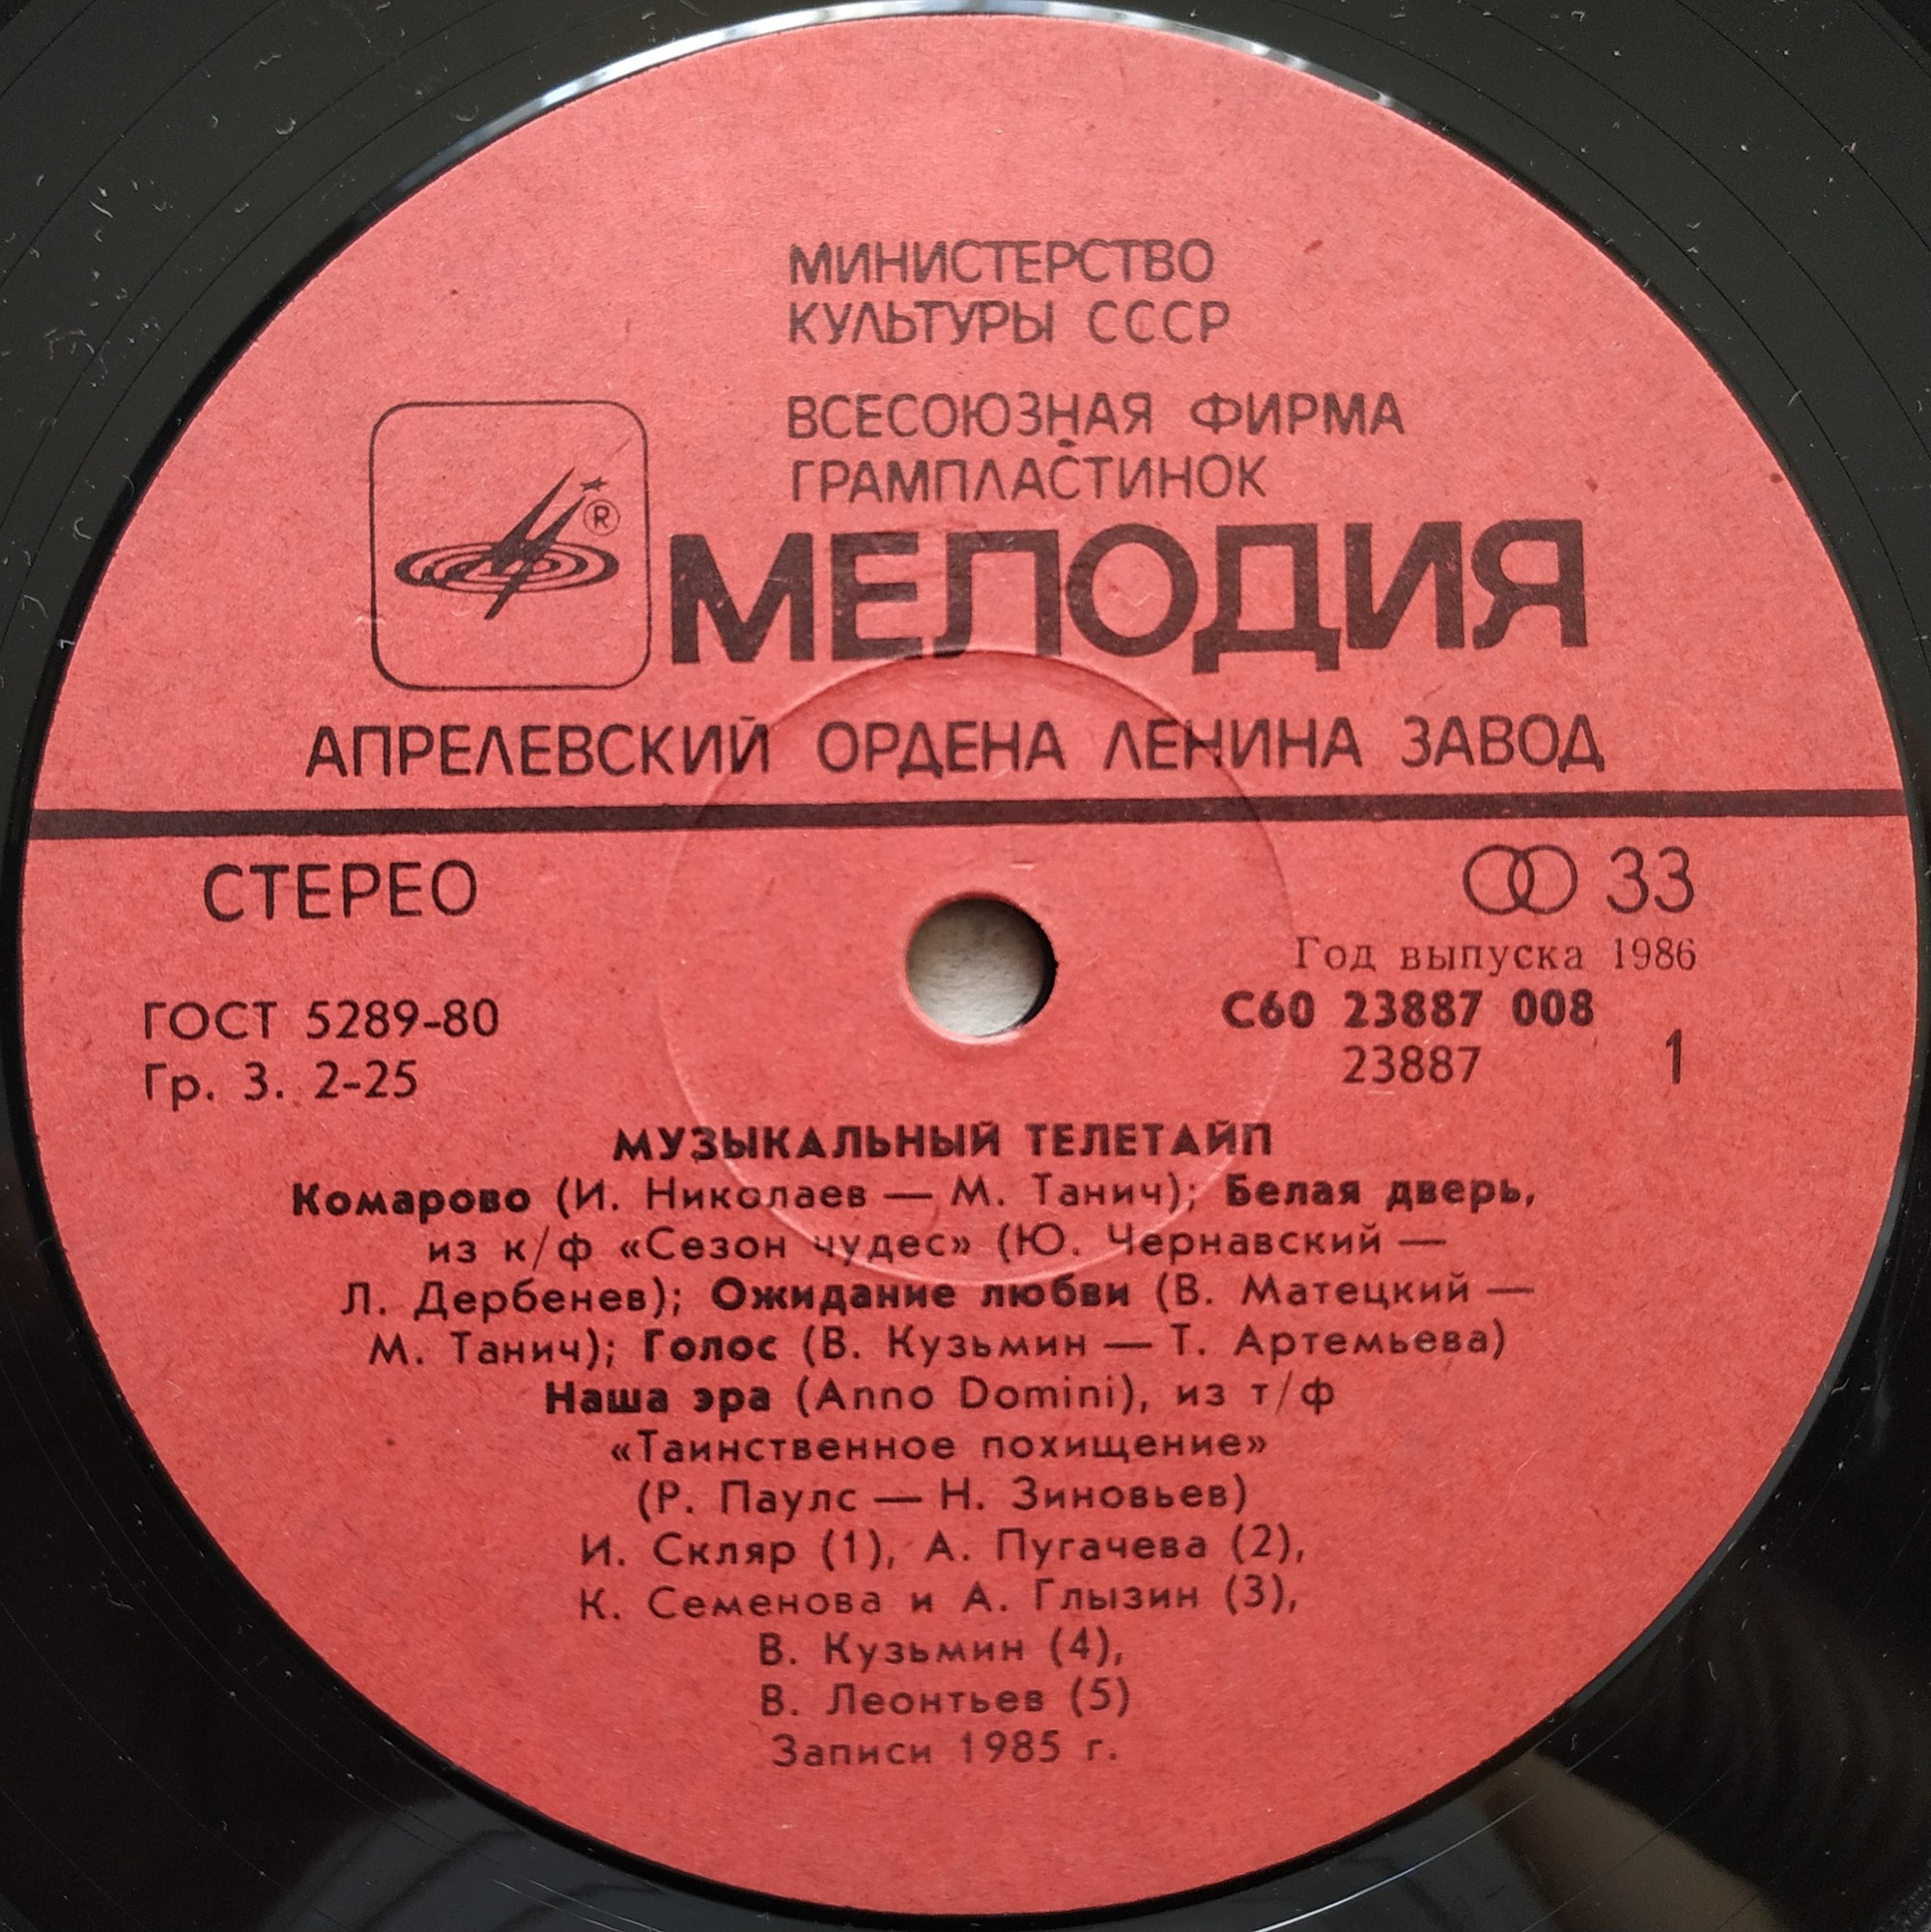 МИНИСТЕРСТВО
КУЛЬТУРЫ СССР
ВСЕСОЮЗНАЯ ФИРМА
ГРАМПЛАСТИНОК
®
МЕЛОДИЯ
АПРЕЛЕВСКИЙ ОРДЕНА ЛЕНИНА ЗАВОД
СТЕРЕО
33
Год выпуска 1986
ГОСТ 5289-80
С60 23887 008
Гр. 3. 2-25
23887 1
МУЗЫКАЛЬНЫЙ ТЕЛЕТАЙП
Комарово (И. Николаев — М. Танич); Белая дверь,
из к/ф «Сезон чудес» (Ю. Чернавский —
Л. Дербенев); Ожидание любви (В. Матецкий —
М. Танич); Голос (В. Кузьмин — Т. Артемьева)
Наша эра (Anno Domini), из т/ф
«Таинственное похищение»
(Р. Паулс — Н. Зиновьев)
И. Скляр (1), А. Пугачева (2),
К. Семенова и А. Глызин (3),
В. Кузьмин (4),
В. Леонтьев (5)
Записи 1985 г.